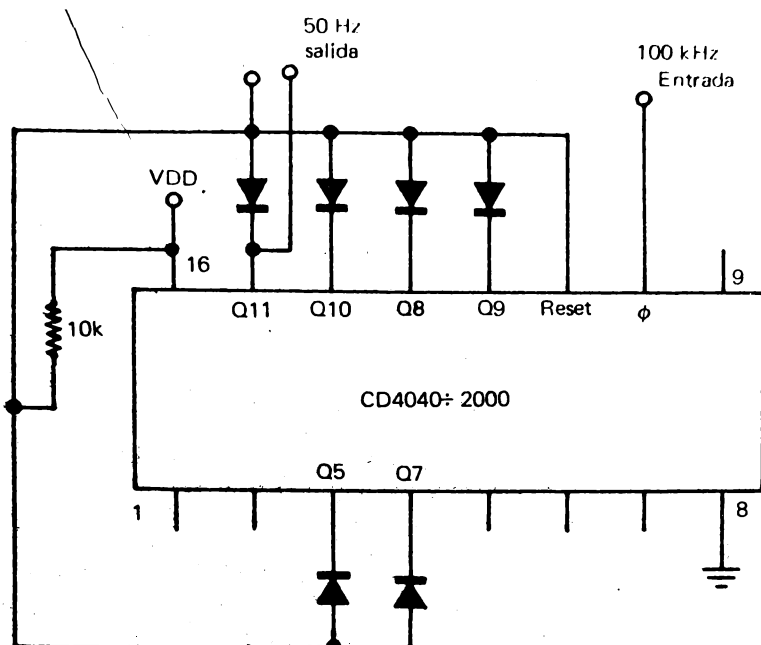 50 Hz
salida
100 kHz
Entrada
VDD
16
9
10k
Q11 Q10 Q8 Q9 Reset ϕ
CD4040÷ 2000
Q5 Q7
1
8